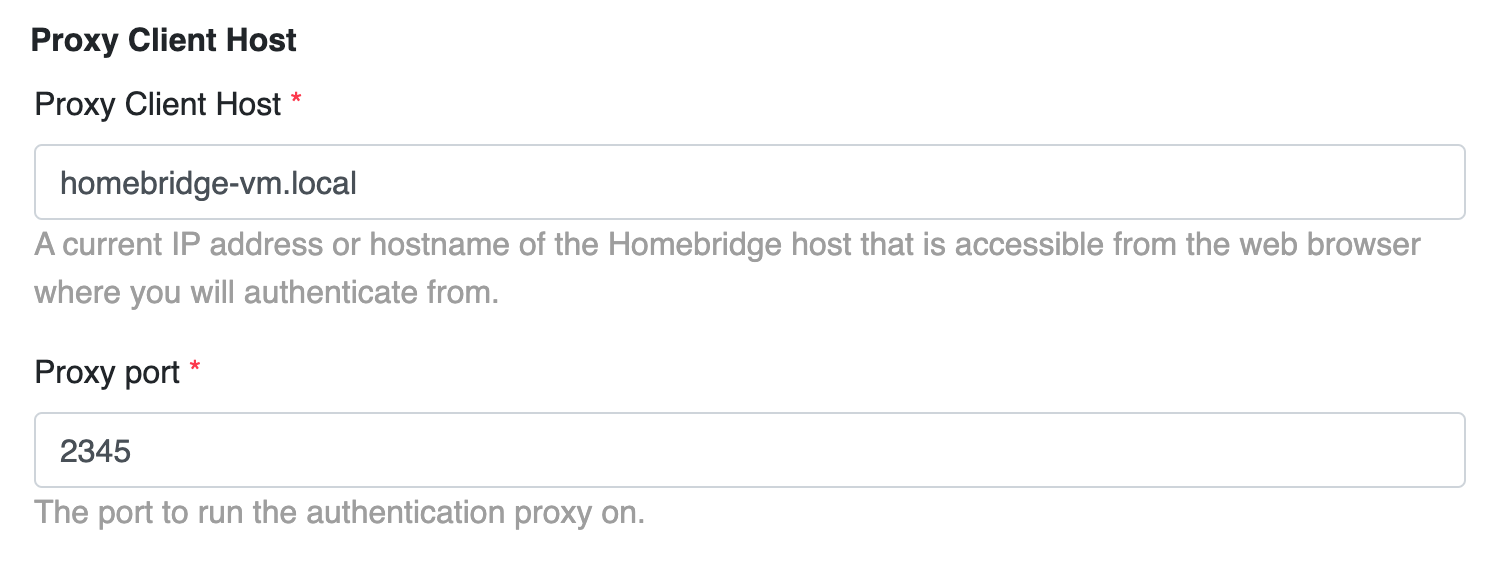 Proxy Client Host
Proxy Client Host *
homebridge-vm.local
A current IP address or hostname of the Homebridge host that is accessible from the web browser
where you will authenticate from.
Proxy port *
2345
The port to run the authentication proxy on.